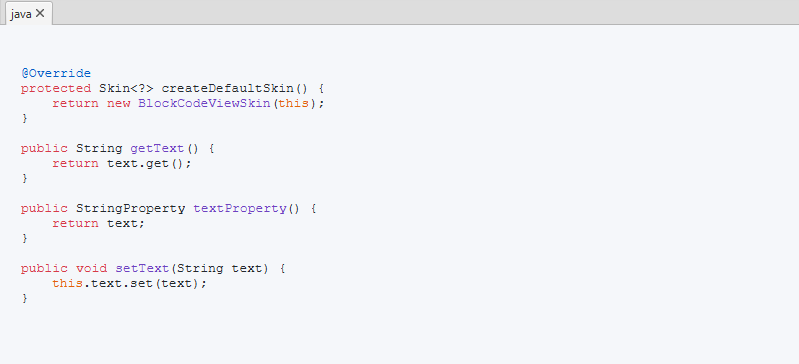 java ✕
@Override
protected Skin<?> createDefaultSkin() {
    return new BlockCodeViewSkin(this);
}

public String getText() {
    return text.get();
}

public StringProperty textProperty() {
    return text;
}

public void setText(String text) {
    this.text.set(text);
}